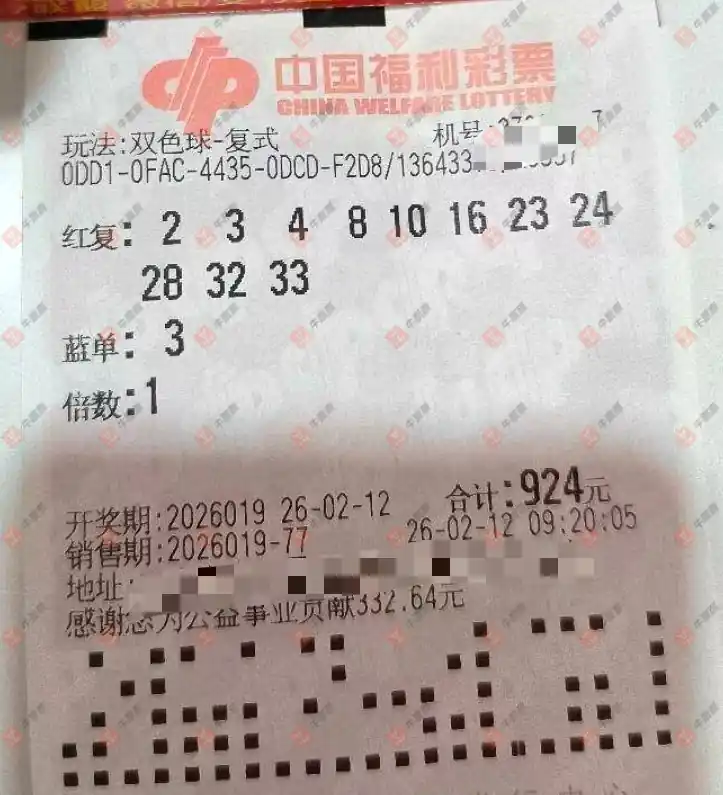 中国福利彩票
CHINA WELFARE LOTTERY
玩法:双色球-复式 机号:
0DD1-0FAC-4435-0DCD-F2D8/136433
红复: 2 3 4 8 10 16 23 24
28 32 33
蓝单: 3
倍数:1
合计:924元
开奖期:2026019 26-02-12
销售期:2026019-77 26-02-12 09:20:05
地址:
感谢您为公益事业贡献332.64元